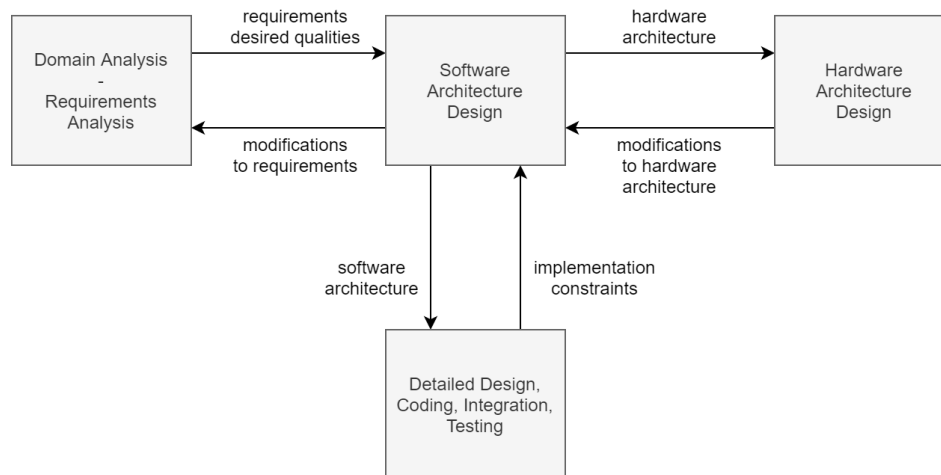 requirements
desired qualities
hardware
architecture
Domain Analysis
-
Requirements
Analysis
Software
Architecture
Design
Hardware
Architecture
Design
modifications
to requirements
modifications
to hardware
architecture
software
architecture
implementation
constraints
Detailed Design,
Coding, Integration,
Testing